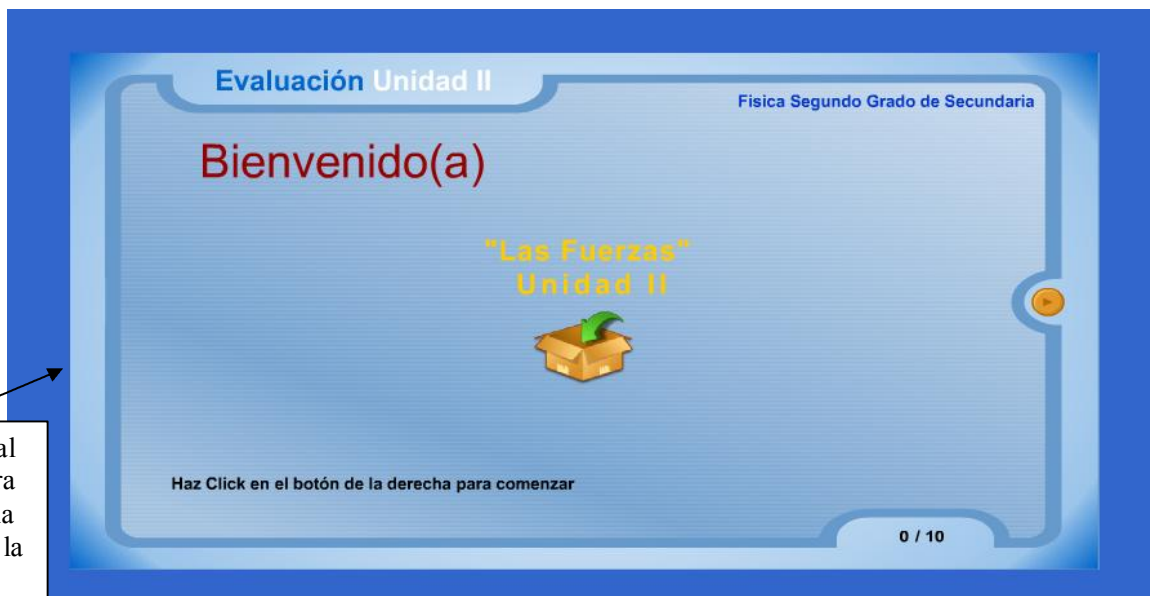 Evaluación Unidad II
Fisica Segundo Grado de Secundaria
Bienvenido(a)
"Las Fuerzas"
Unidad II
Haz Click en el botón de la derecha para comenzar
0 / 10
al
la